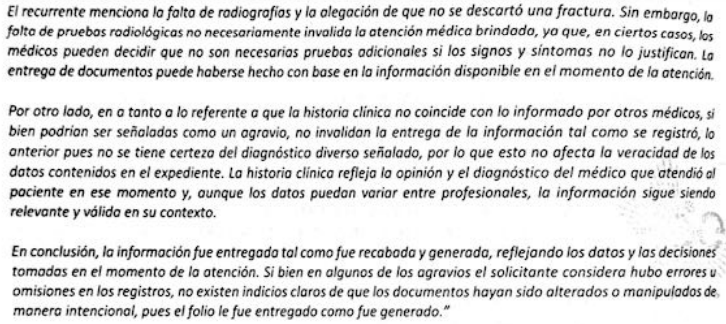 El recurrente menciona la falta de radiografías y la alegación de que no se descartó una fractura. Sin embargo, la
falta de pruebas radiológicas no necesariamente invalida la atención médica brindada, ya que, en ciertos casos, los
médicos pueden decidir que no son necesarias pruebas adicionales si los signos y síntomas no lo justifican. La
entrega de documentos puede haberse hecho con base en la información disponible en el momento de la atención.
Por otro lado, en a tanto a lo referente a que la historia clínica no coincide con lo informado por otros médicos, si
bien podrían ser señaladas como un agravio, no invalidan la entrega de la información tal como se registró, lo
anterior pues no se tiene certeza del diagnóstico diverso señalado, por lo que esto no afecta la veracidad de los
datos contenidos en el expediente. La historia clínica refleja la opinión y el diagnóstico del médico que atendió al
paciente en ese momento y, aunque los datos puedan variar entre profesionales, la información sigue siendo
relevante y válida en su contexto.
En conclusión, la información fue entregada tal como fue recabada y generada, reflejando los datos y las decisiones
tomadas en el momento de la atención. Si bien en algunos de los agravios el solicitante considera hubo errores u
omisiones en los registros, no existen indicios claros de que los documentos hayan sido alterados o manipulados de
manera intencional, pues el folio le fue entregado como fue generado."